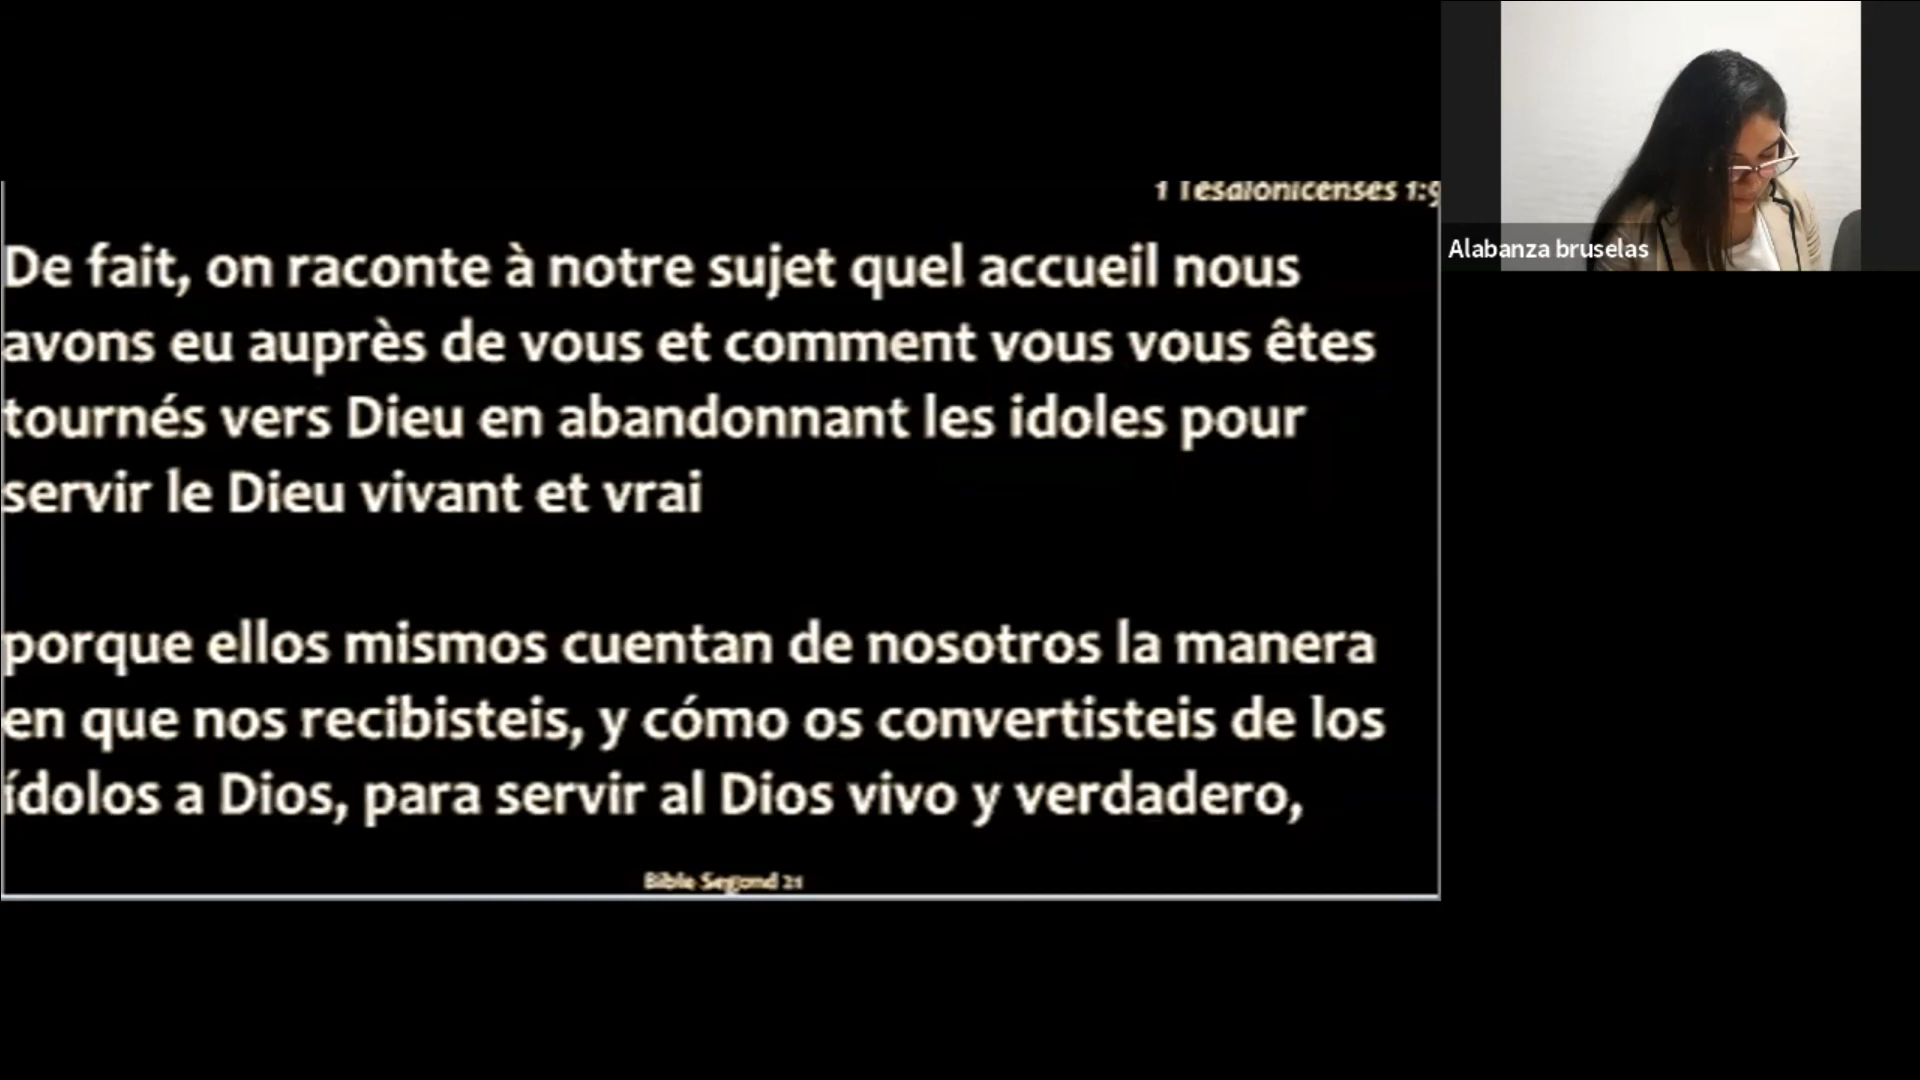 1 Tesalonicenses 1:9
De fait, on raconte à notre sujet quel accueil nous
avons eu auprès de vous et comment vous vous êtes
tournés vers Dieu en abandonnant les idoles pour
servir le Dieu vivant et vrai
porque ellos mismos cuentan de nosotros la manera
en que nos recibisteis, y cómo os convertisteis de los
ídolos a Dios, para servir al Dios vivo y verdadero,
Bible Segond 21
Alabanza bruselas